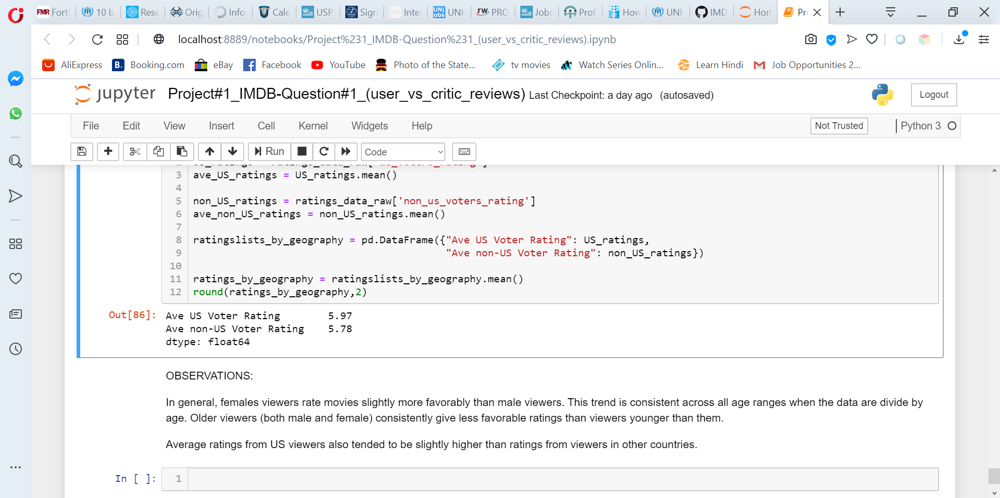 FMR Fort 10 b Rese Orig Info Cale USP Sign Inte UNj obs UNH rw PRO Jobs Prof How UNH IMD Hon Pr
localhost:8889/notebooks/Project%231_IMDB-Question%231_(user_vs_critic_reviews).ipynb
AliExpress B. Booking.com eBay Facebook YouTube Photo of the State... tv movies Watch Series Onlin... Learn Hindi Job Opportunities 2...
jupyter Project#1_IMDB-Question#1_(user_vs_critic_reviews) Last Checkpoint: a day ago (autosaved) Logout
File Edit View Insert Cell Kernel Widgets Help Not Trusted Python 3
Run Code
3 ave_US_ratings = US_ratings.mean()
4
5 non_US_ratings = ratings_data_raw['non_us_voters_rating']
6 ave_non_US_ratings = non_US_ratings.mean()
7
8 ratingslists_by_geography = pd.DataFrame({"Ave US Voter Rating": US_ratings,
9 "Ave non-US Voter Rating": non_US_ratings})
10
11 ratings_by_geography = ratingslists_by_geography.mean()
12 round(ratings_by_geography,2)
Out[86]: Ave US Voter Rating 5.97
Ave non-US Voter Rating 5.78
dtype: float64
OBSERVATIONS:
In general, females viewers rate movies slightly more favorably than male viewers. This trend is consistent across all age ranges when the data are divide by
age. Older viewers (both male and female) consistently give less favorable ratings than viewers younger than them.
Average ratings from US viewers also tended to be slightly higher than ratings from viewers in other countries.
In [ ]: 1